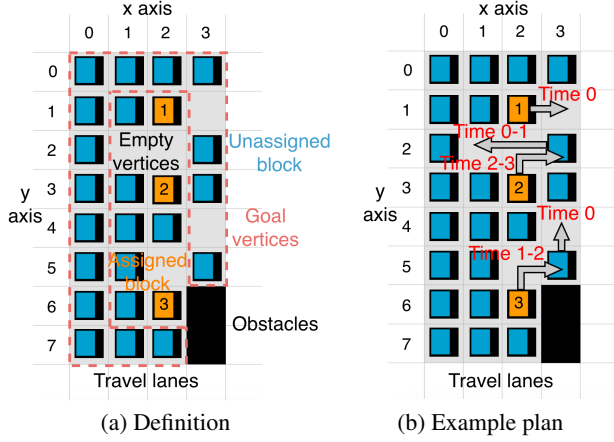 x axis
0 1 2 3
0
1
2
3
4
5
6
7
y
axis
1
2
3
Empty
vertices
Unassigned
block
Goal
vertices
Assigned
block
Obstacles
Travel lanes
(a) Definition
x axis
0 1 2 3
0
1
2
3
4
5
6
7
y
axis
1
2
3
Time 0
Time 0-1
Time 2-3
Time 0
Time 1-2
Travel lanes
(b) Example plan